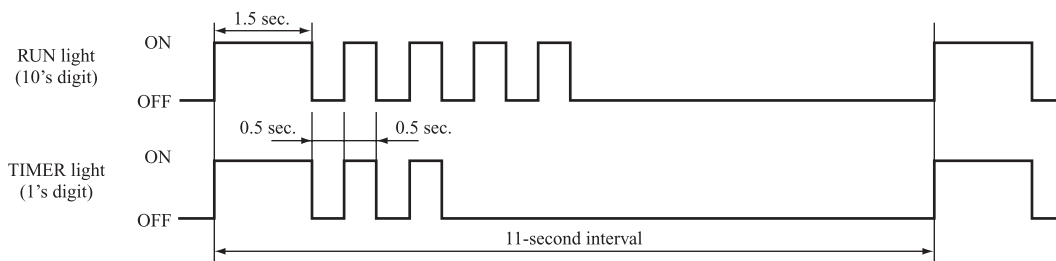 1.5 sec.
RUN light
(10's digit)
ON
OFF
0.5 sec.
0.5 sec.
TIMER light
(1's digit)
ON
OFF
11-second interval